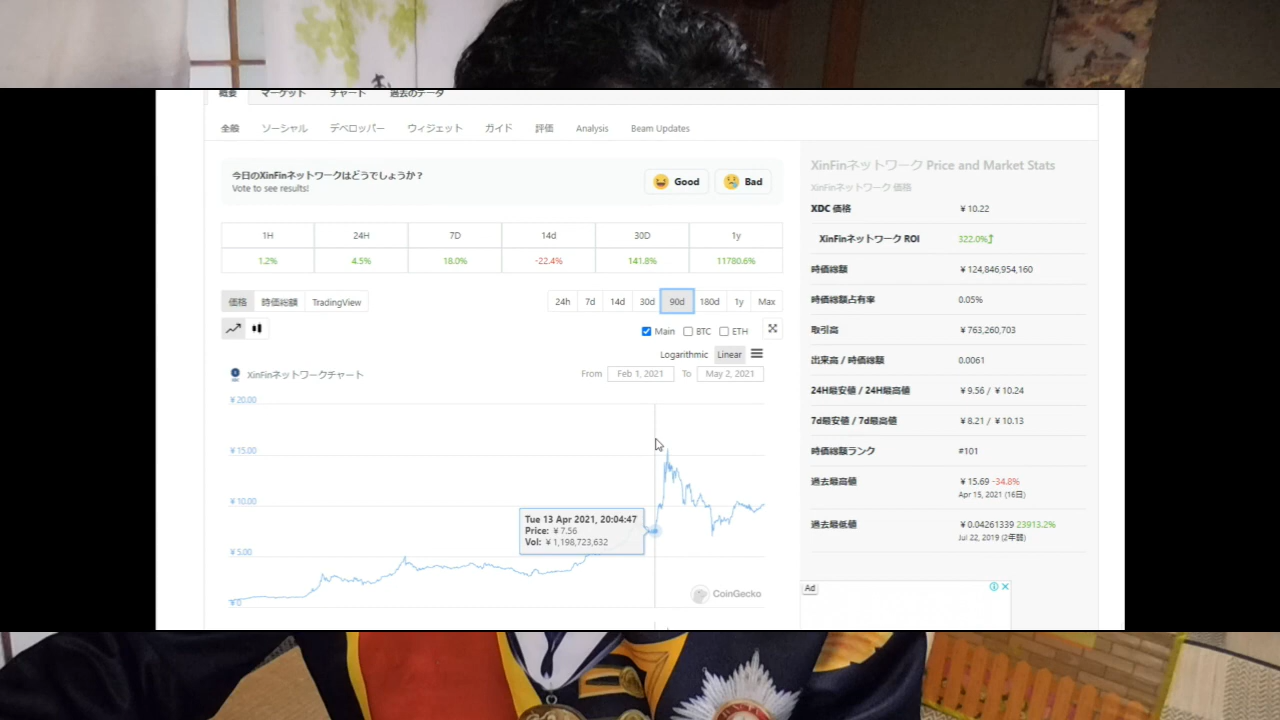 概要 マーケット チャート 過去のデータ
全般 ソーシャル デベロッパー ウィジェット ガイド 評価 Analysis Beam Updates
今日のXinFinネットワークはどうでしょうか？
Vote to see results!
Good Bad
1H 24H 7D 14d 30D 1y
1.2% 4.5% 18.0% -22.4% 141.8% 11780.6%
価格 時価総額 TradingView
24h 7d 14d 30d 90d 180d 1y Max
Main BTC ETH
Logarithmic Linear
XinFinネットワークチャート
From Feb 1, 2021 To May 2, 2021
¥20.00
¥15.00
¥10.00
¥5.00
¥0
Tue 13 Apr 2021, 20:04:47
Price: ¥7.56
Vol: ¥1,198,723,632
CoinGecko
XinFinネットワーク Price and Market Stats
XinFinネットワーク 価格
XDC 価格 ¥10.22
XinFinネットワーク ROI 322.0%
時価総額 ¥124,846,954,160
時価総額占有率 0.05%
取引高 ¥763,260,703
出来高 / 時価総額 0.0061
24H最安値 / 24H最高値 ¥9.56 / ¥10.24
7d最安値 / 7d最高値 ¥8.21 / ¥10.13
時価総額ランク #101
過去最高値 ¥15.69 -34.8%
Apr 15, 2021 (16日)
過去最低値 ¥0.04261339 23913.2%
Jul 22, 2019 (2年弱)
Ad